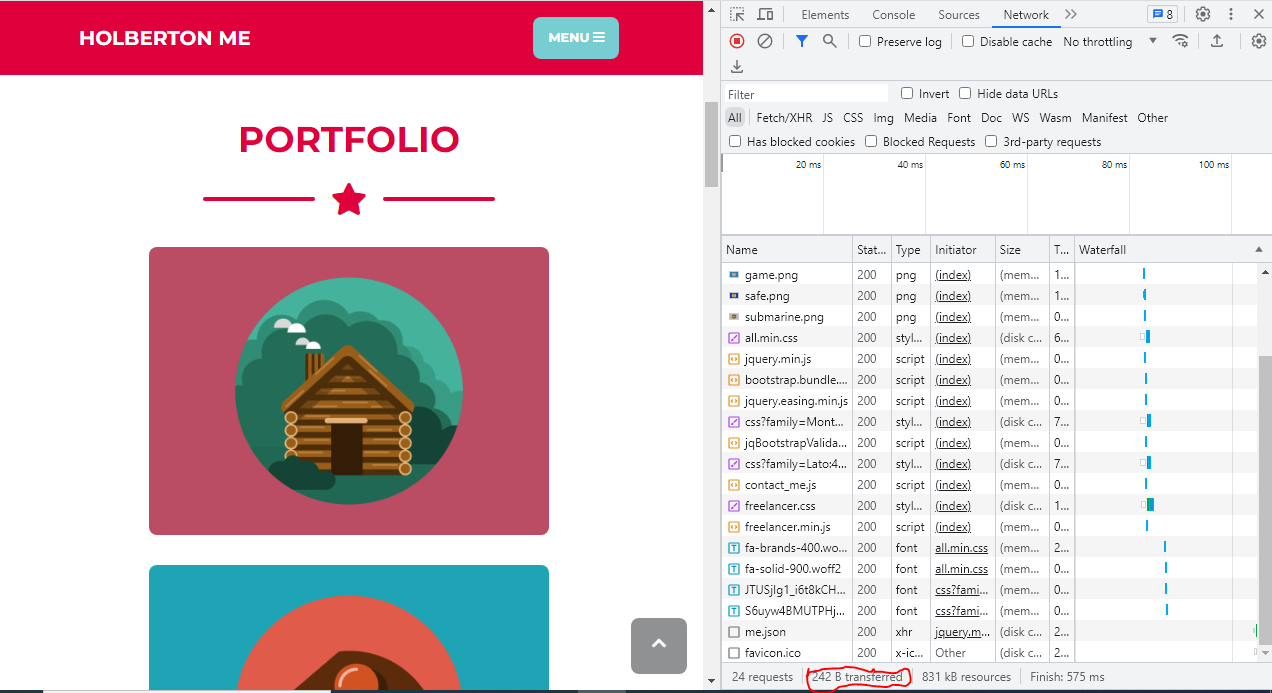 HOLBERTON ME
MENU
PORTFOLIO
Elements Console Sources Network 8
Preserve log Disable cache No throttling
Filter Invert Hide data URLs
All Fetch/XHR JS CSS Img Media Font Doc WS Wasm Manifest Other
Has blocked cookies Blocked Requests 3rd-party requests
20 ms 40 ms 60 ms 80 ms 100 ms
Name Stat... Type Initiator Size T... Waterfall
game.png 200 png (index) (mem... 1...
safe.png 200 png (index) (mem... 1...
submarine.png 200 png (index) (mem... 0...
all.min.css 200 styl... (index) (disk c... 6...
jquery.min.js 200 script (index) (mem... 0...
bootstrap.bundle.... 200 script (index) (mem... 0...
jquery.easing.min.js 200 script (index) (mem... 0...
css?family=Mont... 200 styl... (index) (disk c... 7...
jqBootstrapValida... 200 script (index) (mem... 0...
css?family=Lato:4... 200 styl... (index) (disk c... 7...
contact_me.js 200 script (index) (mem... 0...
freelancer.css 200 styl... (index) (disk c... 1...
freelancer.min.js 200 script (index) (mem... 0...
fa-brands-400.wo... 200 font all.min.css (mem... 2...
fa-solid-900.woff2 200 font all.min.css (mem... 0...
JTUSjIg1_i6t8kCH... 200 font css?fami... (mem... 0...
S6uyw4BMUTPHj... 200 font css?fami... (mem... 0...
me.json 200 xhr jquery.m... (disk c... 2...
favicon.ico 200 x-ic... Other (disk c... 2...
24 requests 242 B transferred 831 kB resources Finish: 575 ms